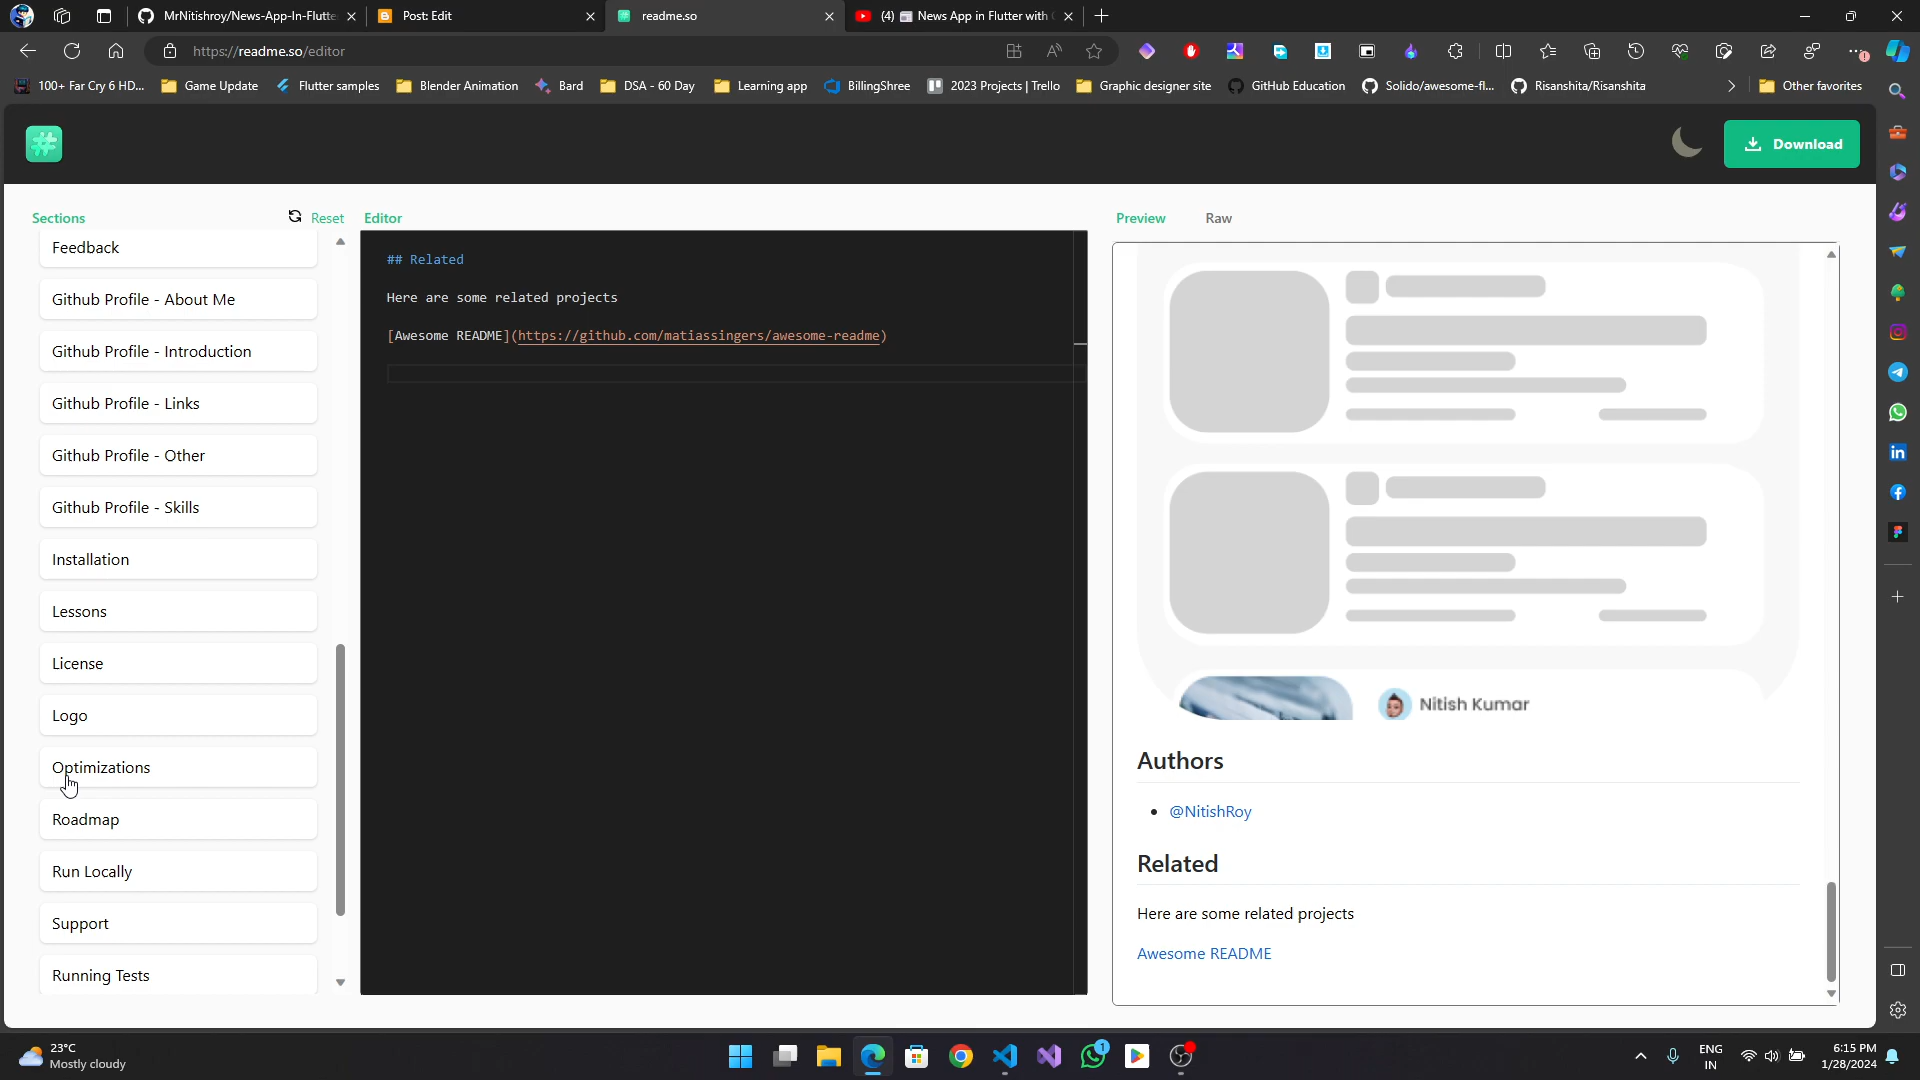 MrNitishroy/News-App-In-Flutte
Post: Edit
readme.so
(4) News App in Flutter with
https://readme.so/editor
100+ Far Cry 6 HD...
Game Update
Flutter samples
Blender Animation
Bard
DSA - 60 Day
Learning app
BillingShree
2023 Projects | Trello
Graphic designer site
GitHub Education
Solido/awesome-fl...
Risanshita/Risanshita
Other favorites
Download
Sections
Reset
Editor
Preview
Raw
Feedback
Github Profile - About Me
Github Profile - Introduction
Github Profile - Links
Github Profile - Other
Github Profile - Skills
Installation
Lessons
License
Logo
Optimizations
Roadmap
Run Locally
Support
Running Tests
## Related
Here are some related projects
[Awesome README](https://github.com/matiassingers/awesome-readme)
Nitish Kumar
Authors
@NitishRoy
Related
Here are some related projects
Awesome README
23°C
Mostly cloudy
1
ENG
IN
6:15 PM
1/28/2024